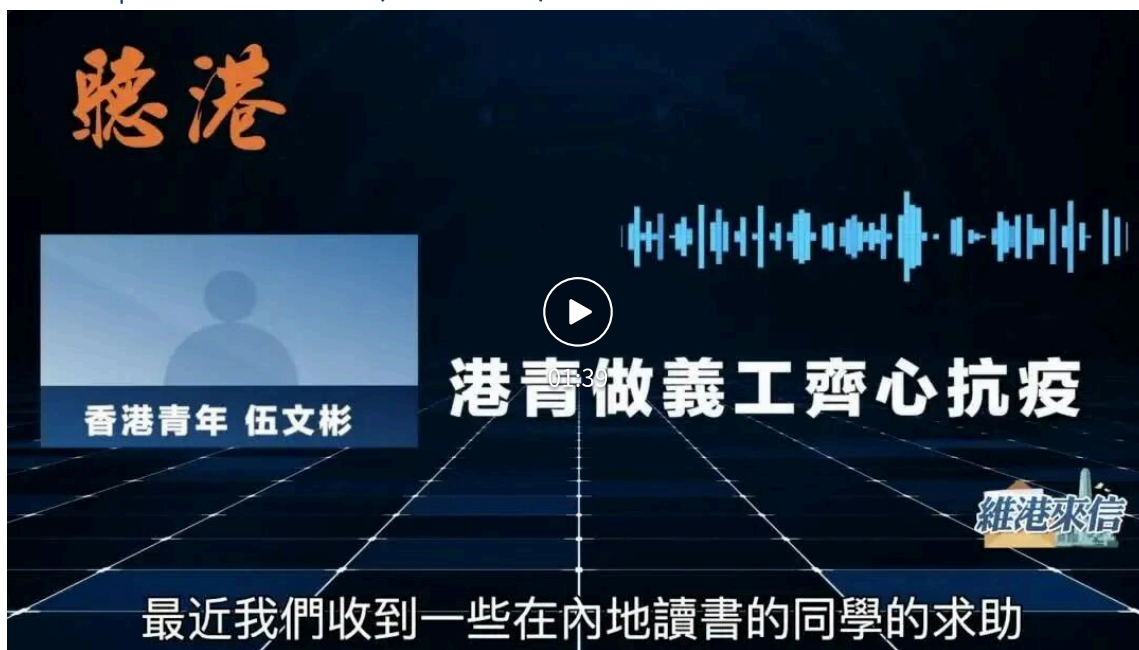 聽港
香港青年 伍文彬
01:39
港青做義工齊心抗疫
維港來信
最近我們收到一些在內地讀書的同學的求助